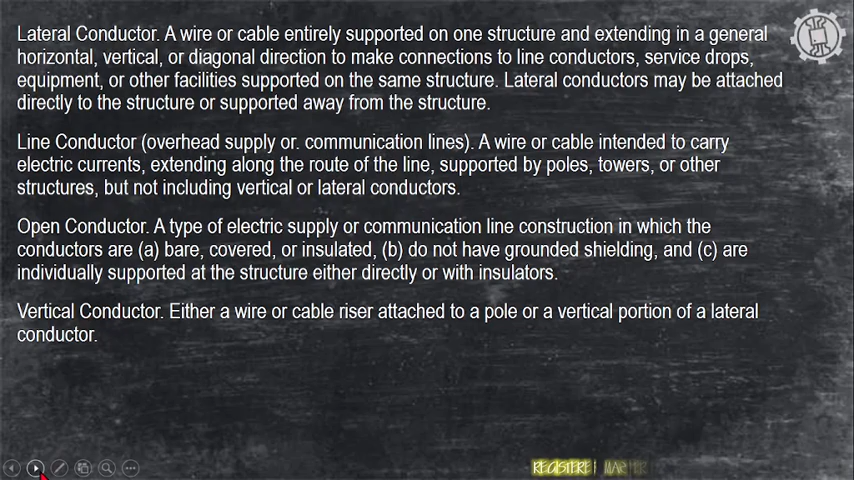 Lateral Conductor. A wire or cable entirely supported on one structure and extending in a general
horizontal, vertical, or diagonal direction to make connections to line conductors, service drops,
equipment, or other facilities supported on the same structure. Lateral conductors may be attached
directly to the structure or supported away from the structure.
Line Conductor (overhead supply or. communication lines). A wire or cable intended to carry
electric currents, extending along the route of the line, supported by poles, towers, or other
structures, but not including vertical or lateral conductors.
Open Conductor. A type of electric supply or communication line construction in which the
conductors are (a) bare, covered, or insulated, (b) do not have grounded shielding, and (c) are
individually supported at the structure either directly or with insulators.
Vertical Conductor. Either a wire or cable riser attached to a pole or a vertical portion of a lateral
conductor.